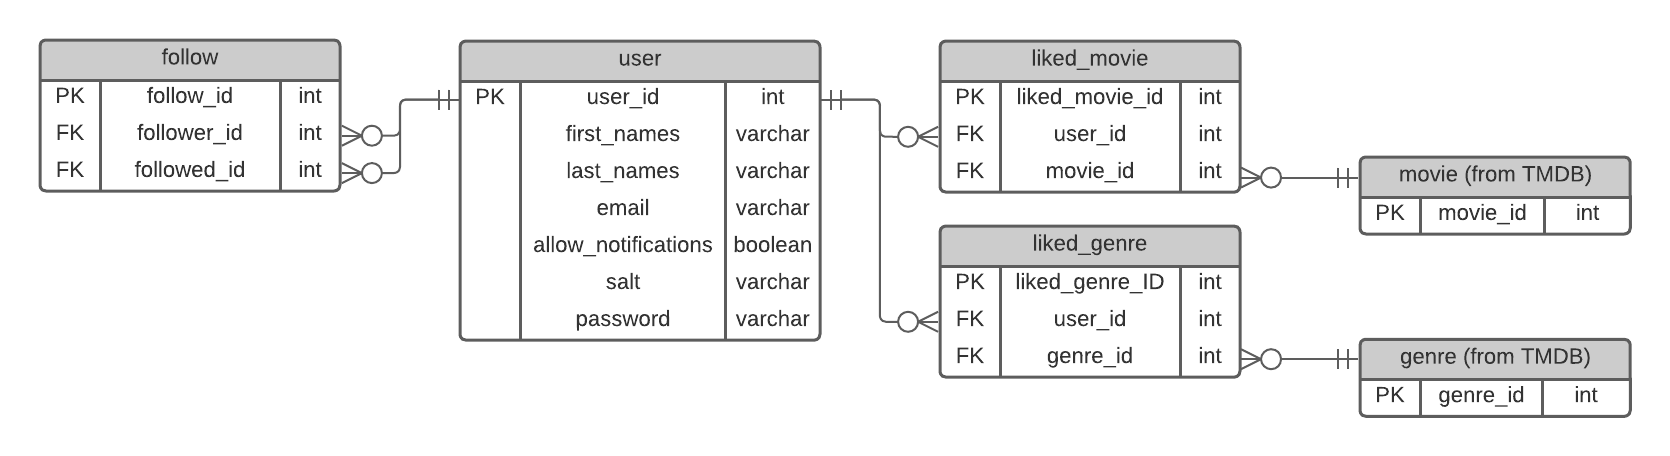 follow
PK follow_id int
FK follower_id int
FK followed_id int
user
PK user_id int
first_names varchar
last_names varchar
email varchar
allow_notifications boolean
salt varchar
password varchar
liked_movie
PK liked_movie_id int
FK user_id int
FK movie_id int
liked_genre
PK liked_genre_ID int
FK user_id int
FK genre_id int
movie (from TMDB)
PK movie_id int
genre (from TMDB)
PK genre_id int